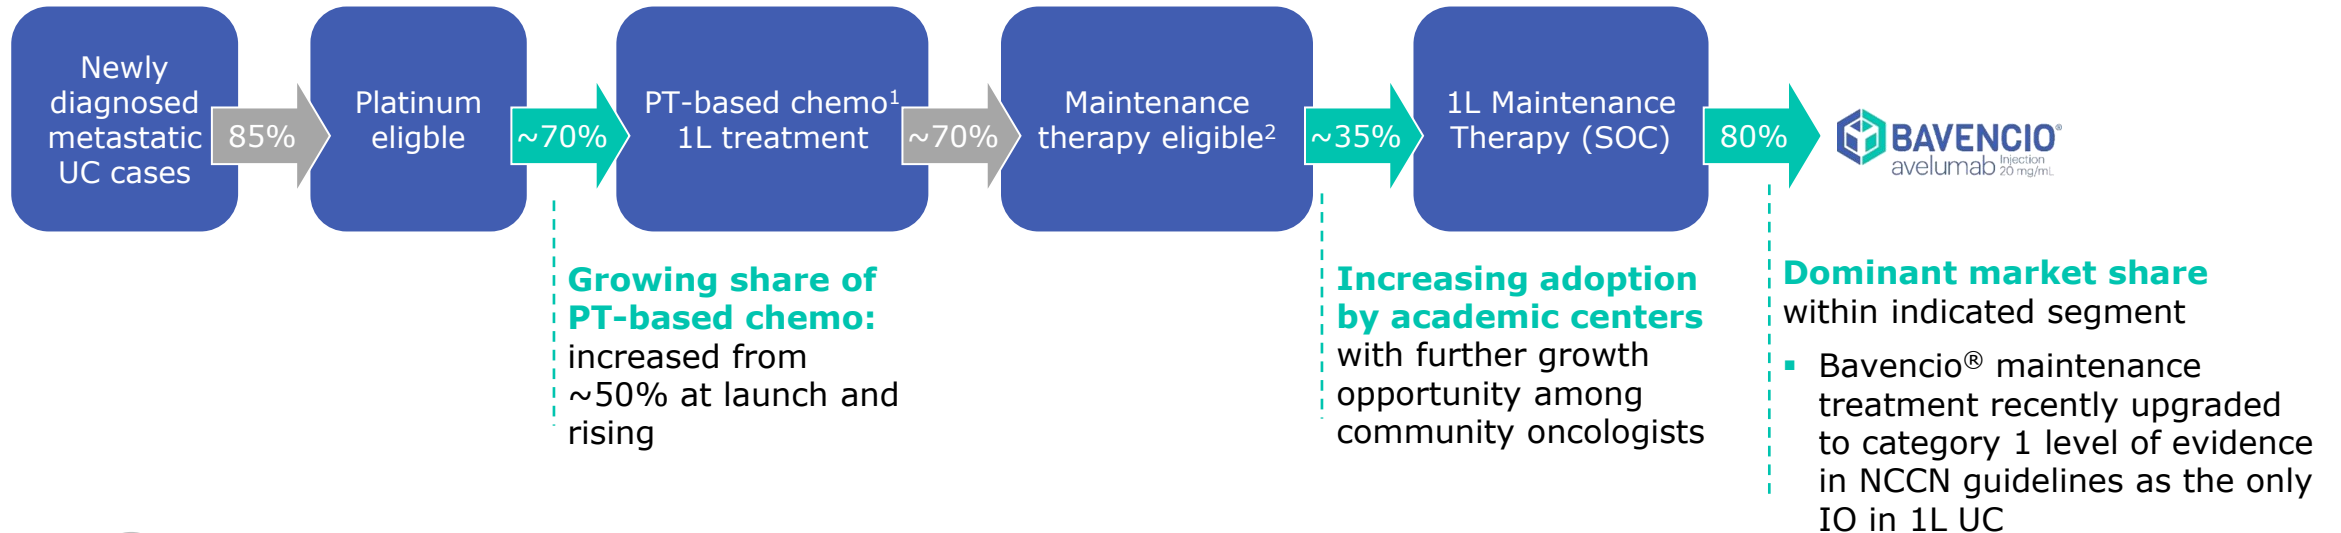 Newly
diagnosed
metastatic
UC cases
85%
Platinum
eligble
~70%
PT-based chemo¹
1L treatment
~70%
Maintenance
therapy eligible²
~35%
1L Maintenance
Therapy (SOC)
80%
BAVENCIO®
avelumab Injection
20 mg/mL
Growing share of
PT-based chemo:
increased from
~50% at launch and
rising
Increasing adoption
by academic centers
with further growth
opportunity among
community oncologists
Dominant market share
within indicated segment
▪ Bavencio® maintenance
treatment recently upgraded
to category 1 level of evidence
in NCCN guidelines as the only
IO in 1L UC